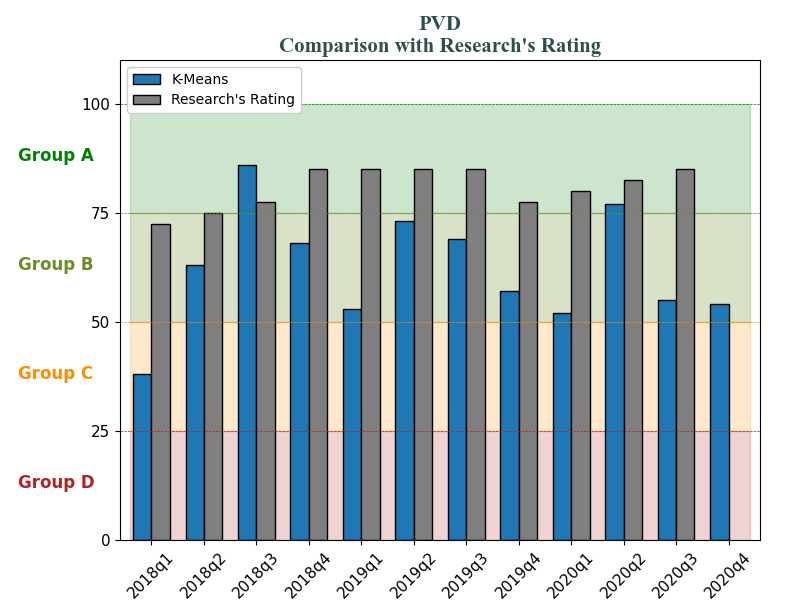 PVD
Comparison with Research's Rating
K-Means
Research's Rating
100
Group A
75
Group B
50
Group C
25
Group D
0
2018q1
2018q2
2018q3
2018q4
2019q1
2019q2
2019q3
2019q4
2020q1
2020q2
2020q3
2020q4